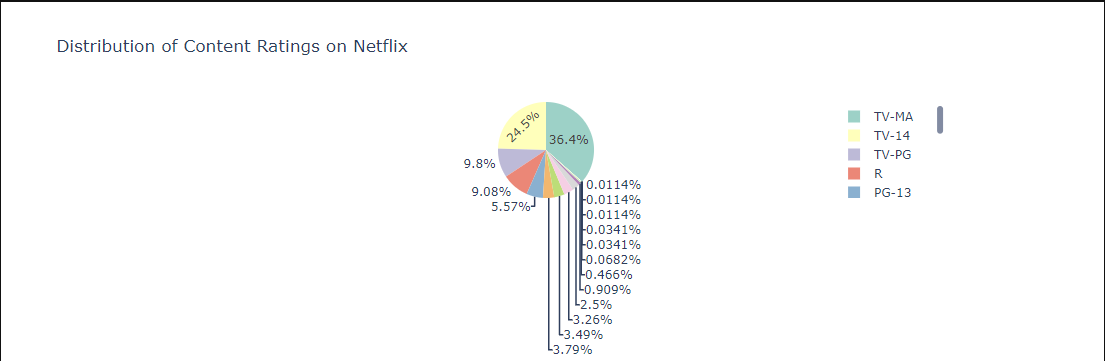 Distribution of Content Ratings on Netflix
24.5%
36.4%
9.8%
9.08%
5.57%
0.0114%
0.0114%
0.0114%
0.0341%
0.0341%
0.0682%
0.466%
0.909%
2.5%
3.26%
3.49%
3.79%
TV-MA
TV-14
TV-PG
R
PG-13